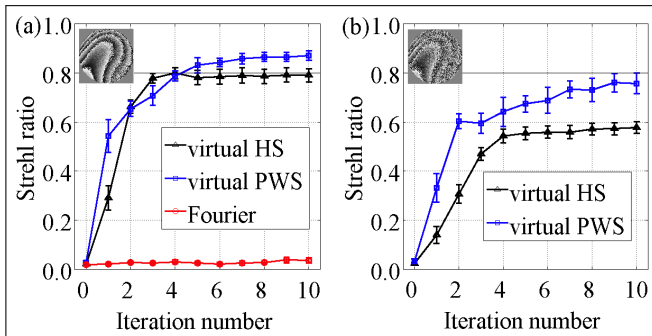 (a)
Strehl ratio
1.0
0.8
0.6
0.4
0.2
0.0
virtual HS
virtual PWS
Fourier
0 2 4 6 8 10
Iteration number
(b)
Strehl ratio
1.0
0.8
0.6
0.4
0.2
0.0
virtual HS
virtual PWS
0 2 4 6 8 10
Iteration number